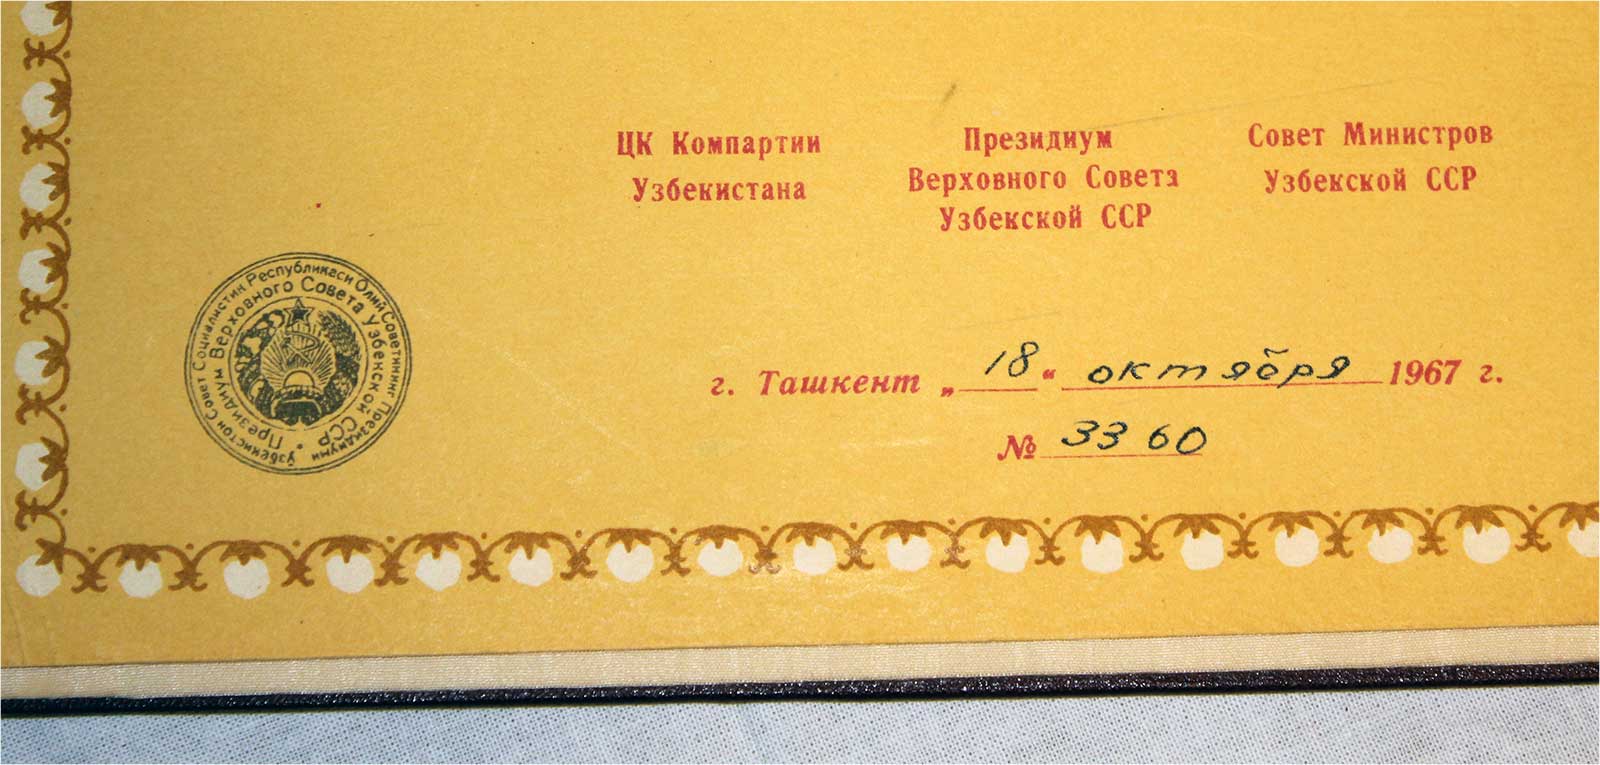 ЦК Компартии
Узбекистана
Президиум
Верховного Совета
Узбекской ССР
Совет Министров
Узбекской ССР
Ўзбекистон Совет Социалистик Республикаси Олий Советининг Президиуми
Президиум Верховного Совета Узбекской ССР
г. Ташкент „18“ октября 1967 г.
№ 3360